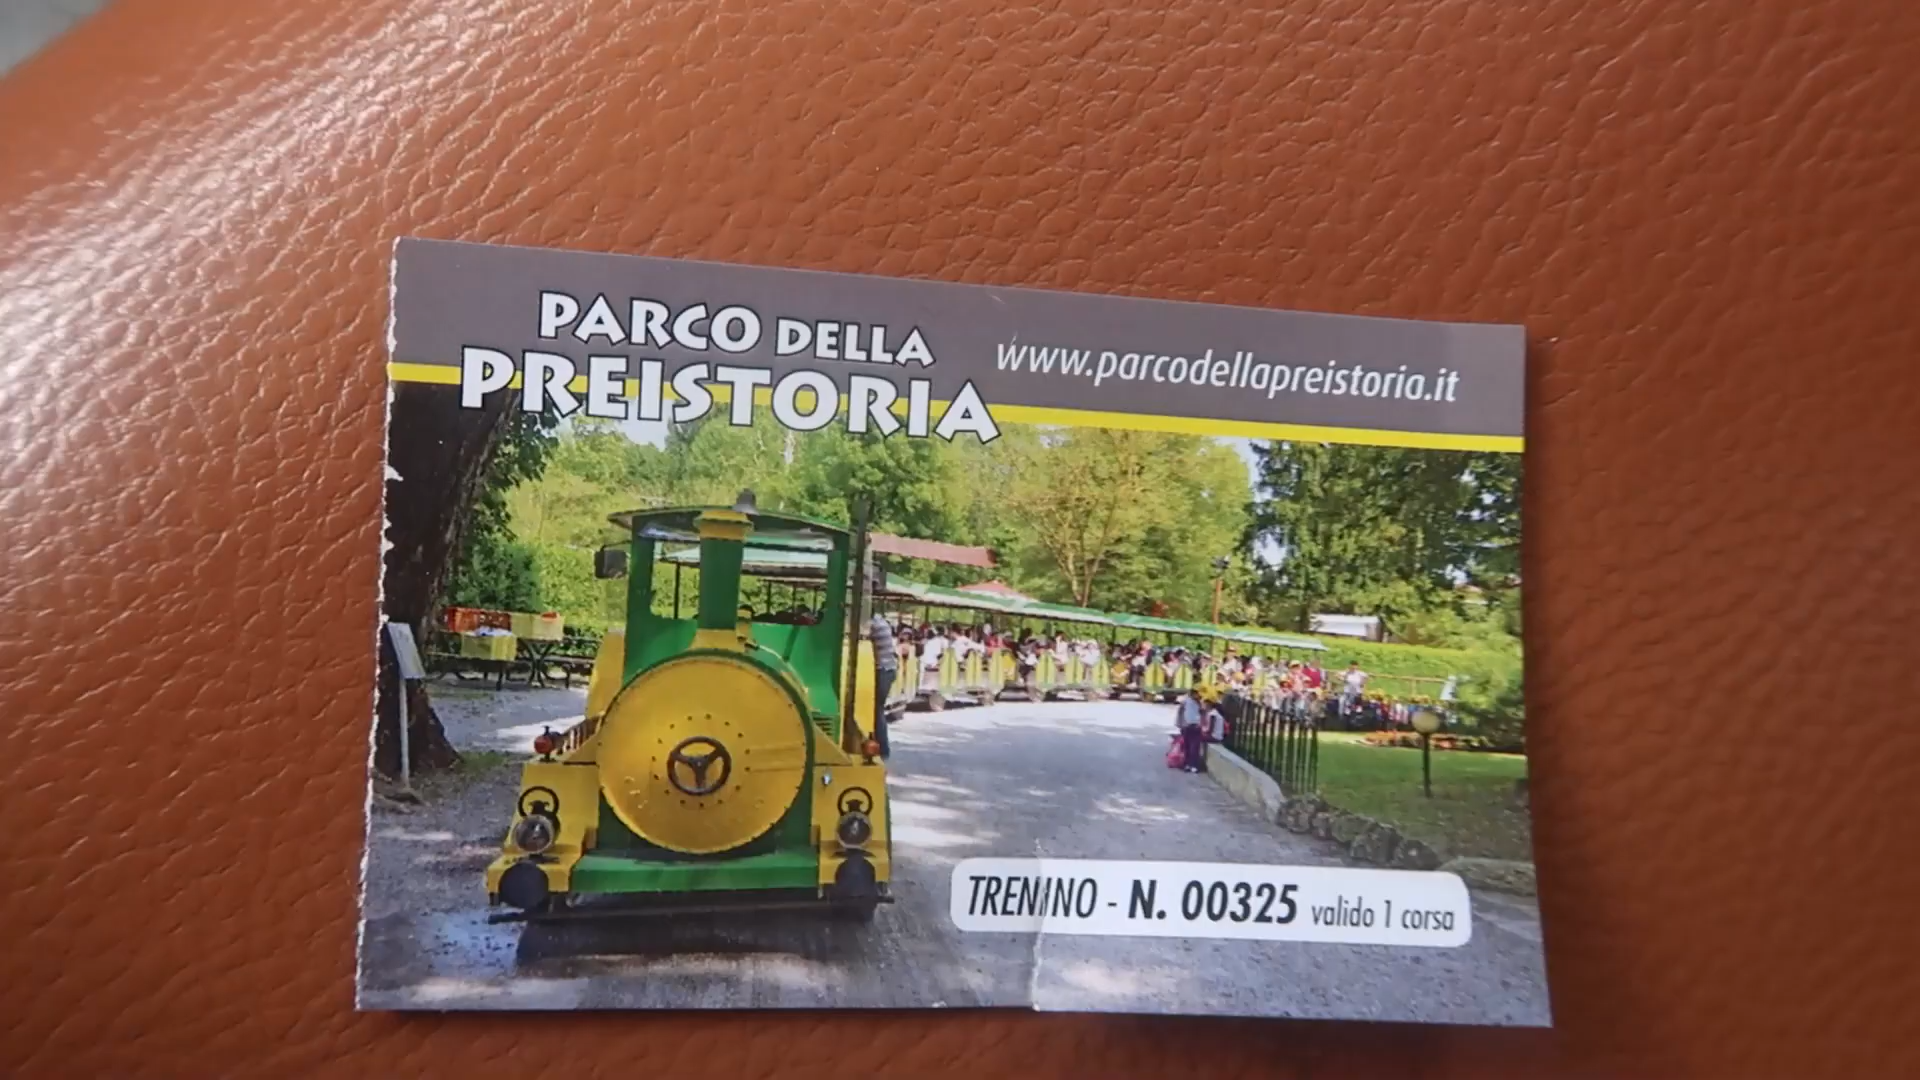 PARCO DELLA
PREISTORIA
www.parcodellapreistoria.it
TRENINO - N. 00325 valido 1 corsa